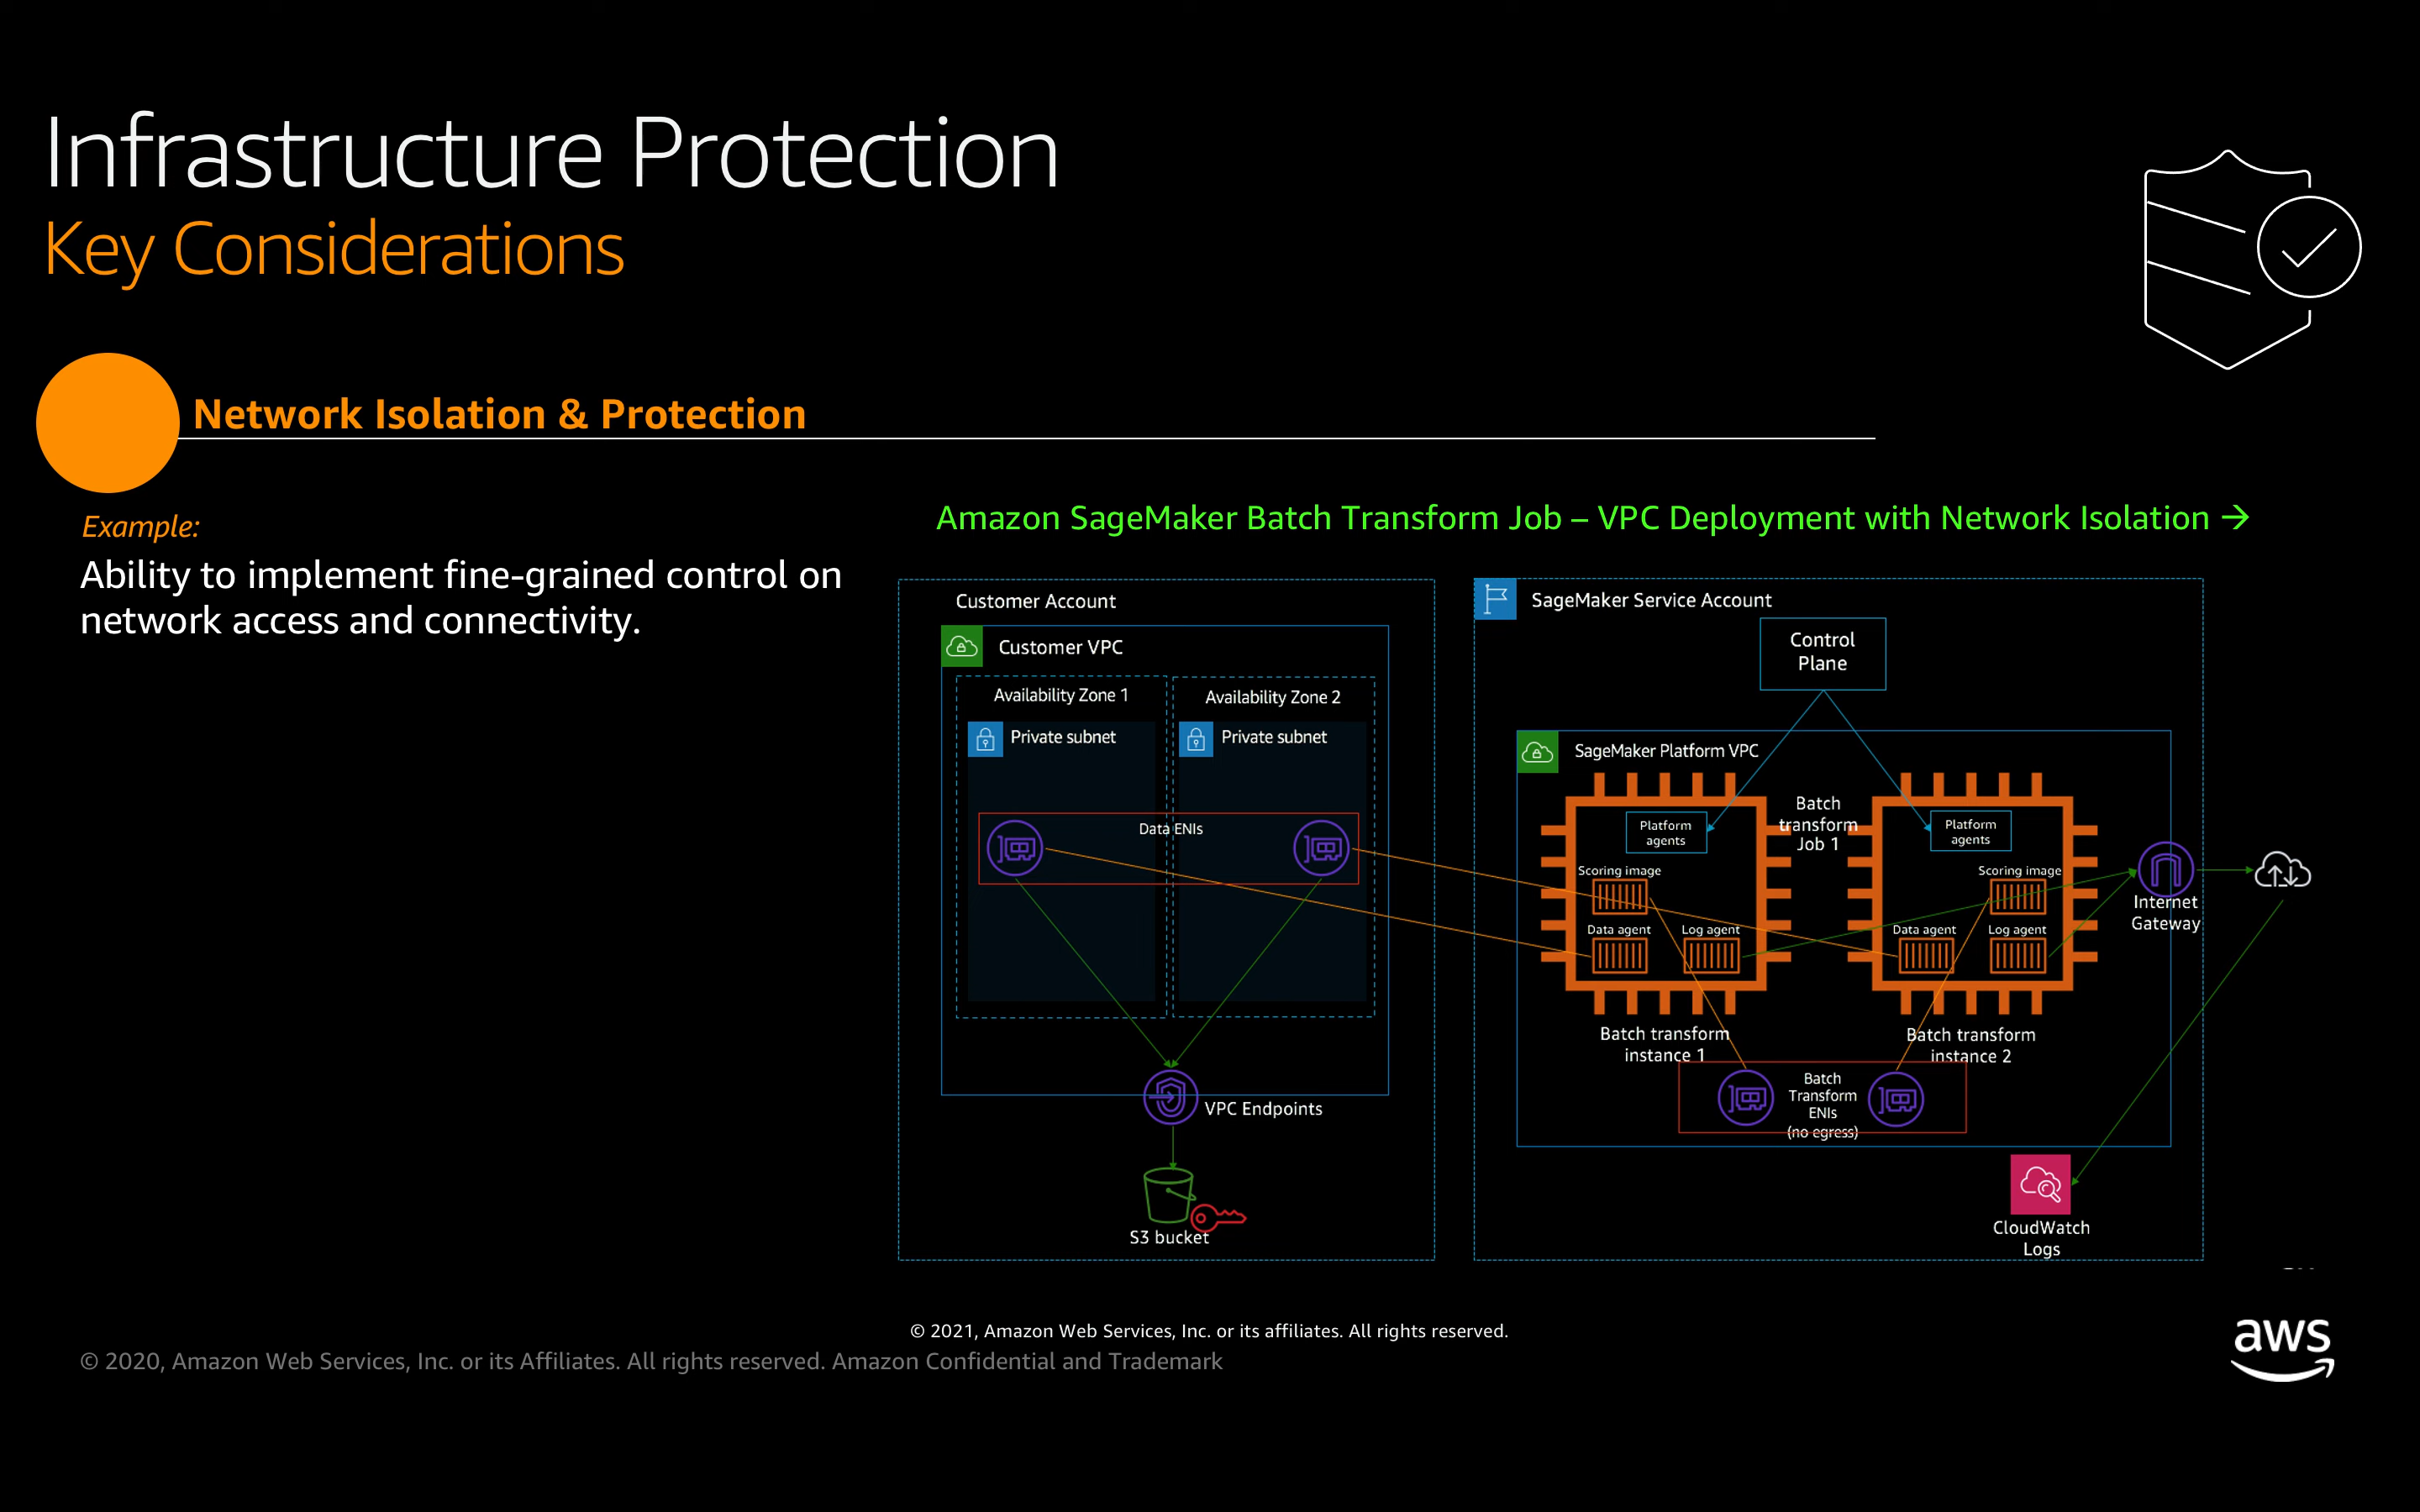 Infrastructure Protection
Key Considerations
Network Isolation & Protection
Example:
Ability to implement fine-grained control on
network access and connectivity.
Amazon SageMaker Batch Transform Job – VPC Deployment with Network Isolation →
Customer Account
Customer VPC
Availability Zone 1
Availability Zone 2
Private subnet
Private subnet
Data ENIs
VPC Endpoints
S3 bucket
SageMaker Service Account
Control
Plane
SageMaker Platform VPC
Batch
transform
Job 1
Platform
agents
Platform
agents
Scoring image
Scoring image
Data agent
Log agent
Data agent
Log agent
Internet
Gateway
Batch transform
instance 1
Batch transform
instance 2
Batch
Transform
ENIs
(no egress)
CloudWatch
Logs
© 2021, Amazon Web Services, Inc. or its affiliates. All rights reserved.
© 2020, Amazon Web Services, Inc. or its Affiliates. All rights reserved. Amazon Confidential and Trademark
aws